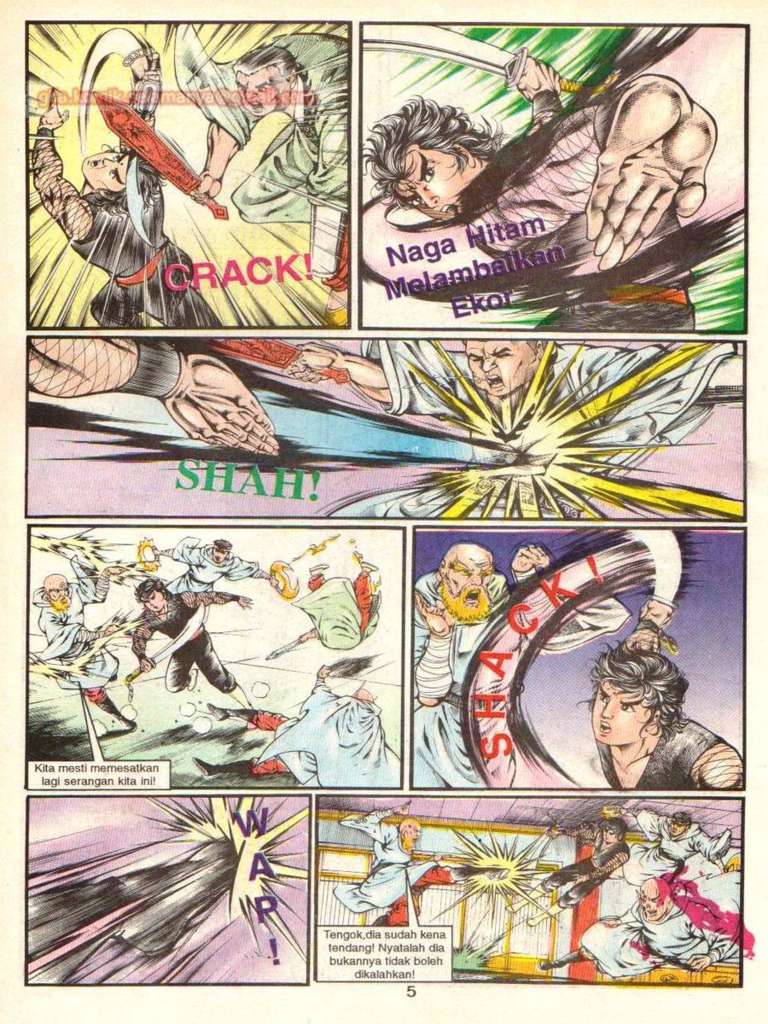 CRACK!
Naga Hitam
Melambaikan
Ekor
SHAH!
Kita mesti memesatkan
lagi serangan kita ini!
SHACK!
WAP!
Tengok,dia sudah kena
tendang! Nyatalah dia
bukannya tidak boleh
dikalahkan!
5